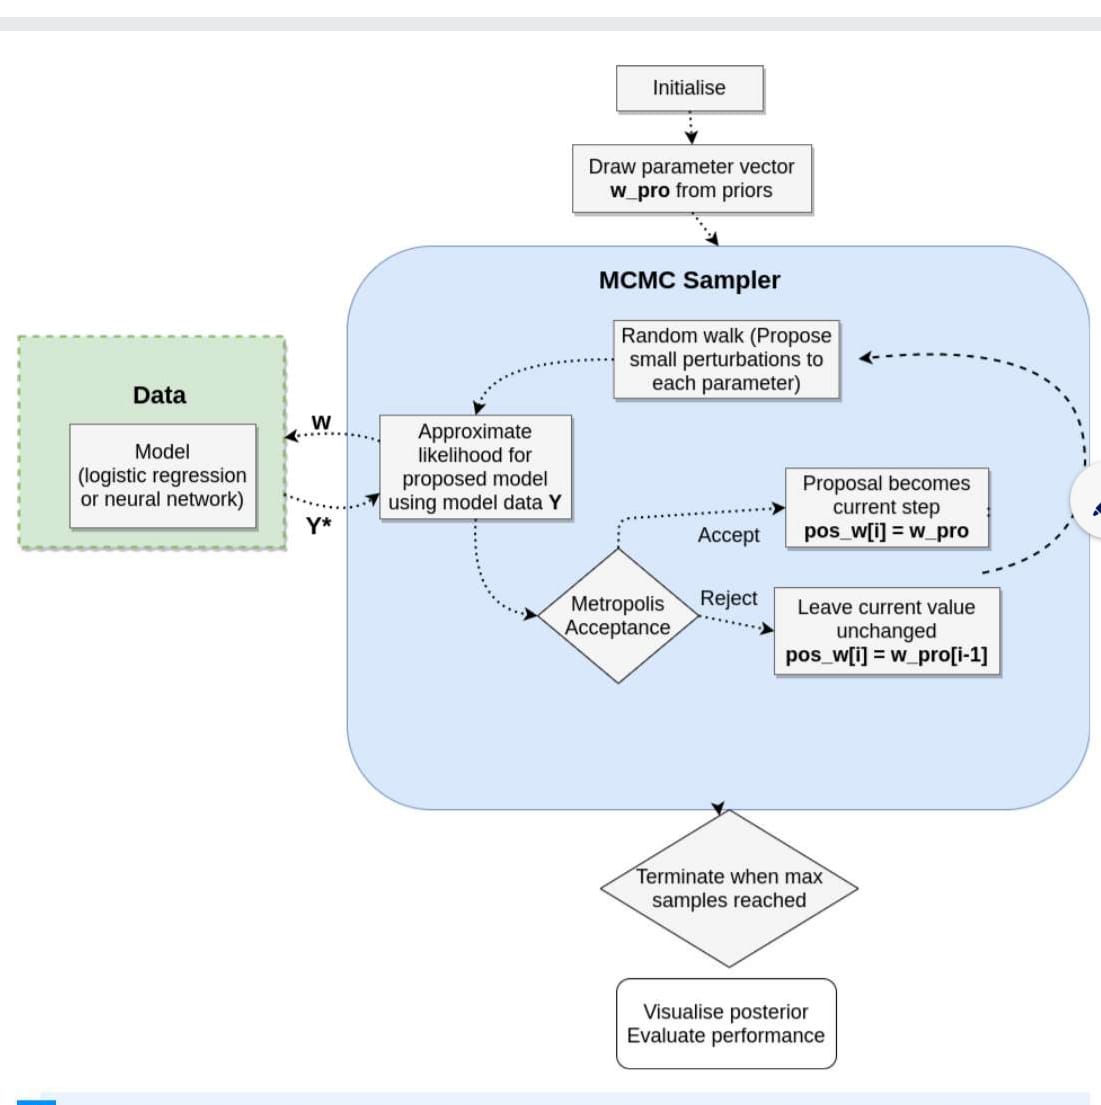 Initialise
Draw parameter vector
w_pro from priors
MCMC Sampler
Random walk (Propose
small perturbations to
each parameter)
Data
Model
(logistic regression
or neural network)
w
Y*
Approximate
likelihood for
proposed model
using model data Y
Proposal becomes
current step
pos_w[i] = w_pro
Accept
Metropolis
Acceptance
Reject
Leave current value
unchanged
pos_w[i] = w_pro[i-1]
Terminate when max
samples reached
Visualise posterior
Evaluate performance